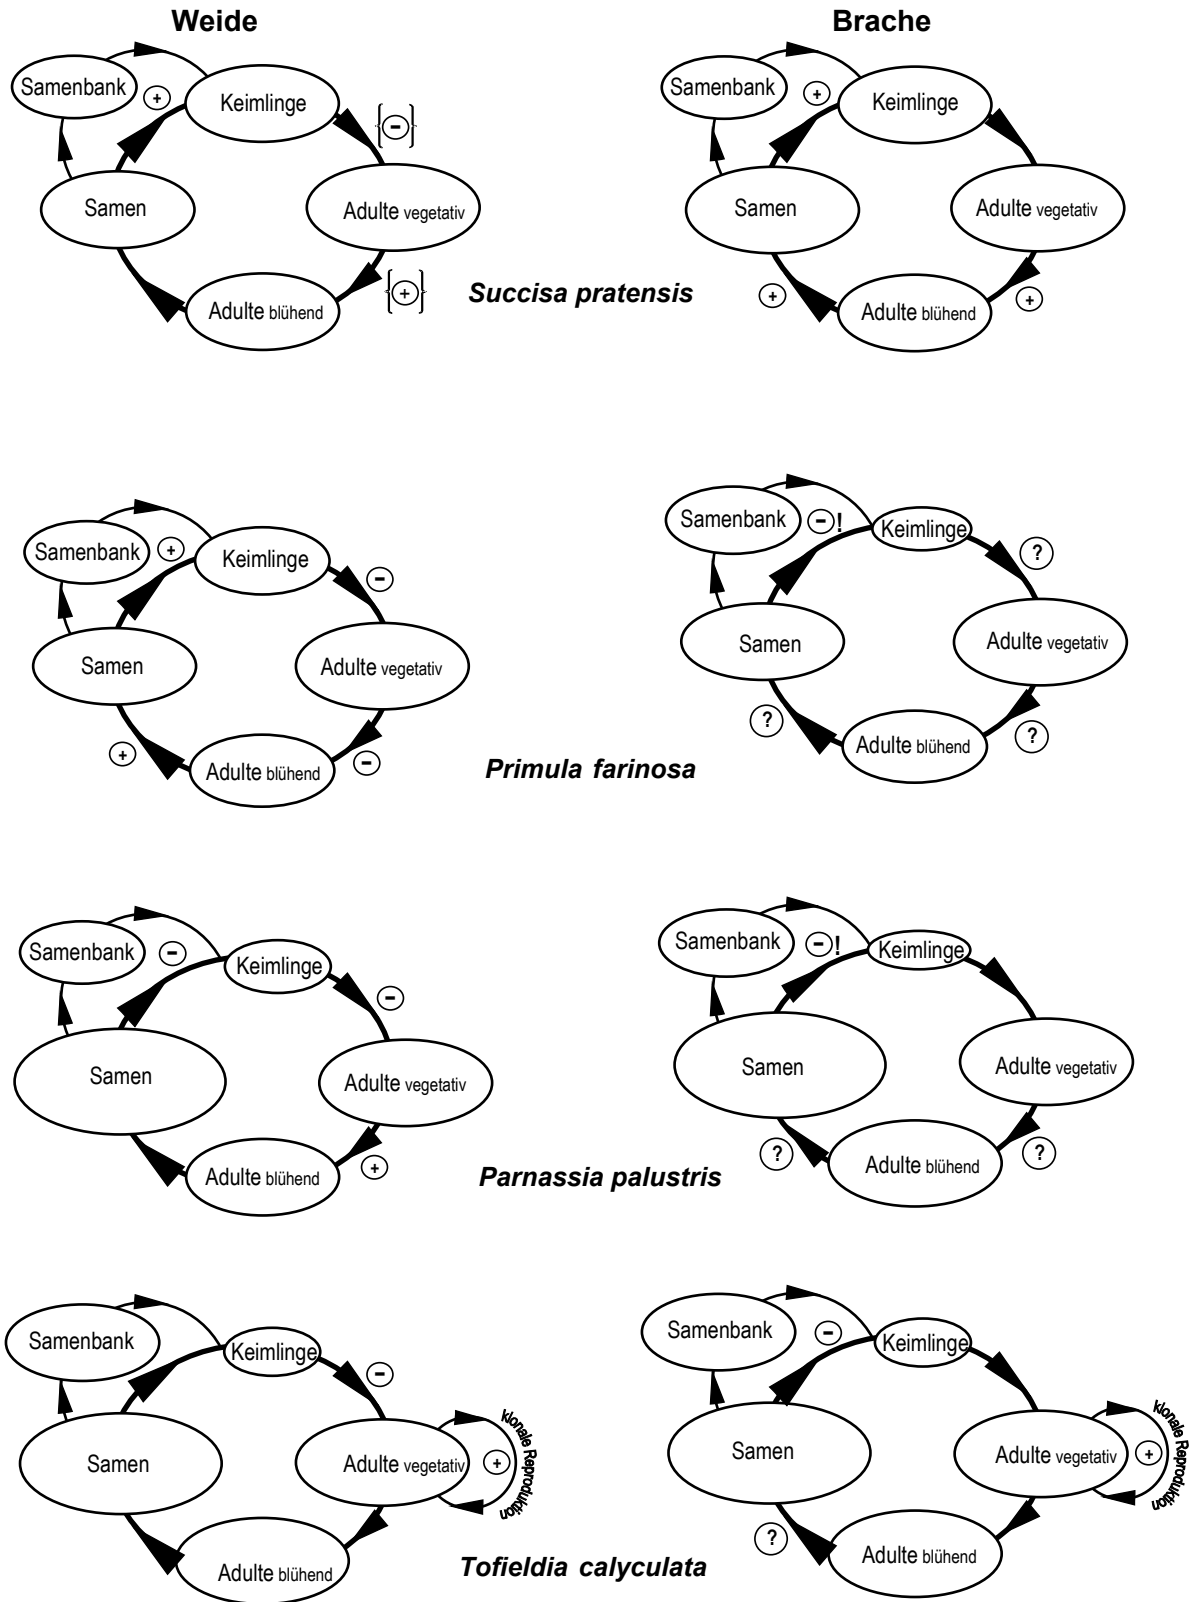 Weide
Brache
Samenbank
+
Keimlinge
{-}
Samen
Adulte vegetativ
Adulte blühend
{+}
Samenbank
+
Keimlinge
Samen
Adulte vegetativ
+
Adulte blühend
+
Succisa pratensis
Samenbank
+
Keimlinge
-
Samen
Adulte vegetativ
+
Adulte blühend
-
Samenbank
-!
Keimlinge
?
Samen
Adulte vegetativ
?
Adulte blühend
?
Primula farinosa
Samenbank
-
Keimlinge
-
Samen
Adulte vegetativ
Adulte blühend
+
Samenbank
-!
Keimlinge
Samen
Adulte vegetativ
?
Adulte blühend
?
Parnassia palustris
Samenbank
Keimlinge
-
Samen
Adulte vegetativ
+
klonale Reproduktion
Adulte blühend
Samenbank
-
Keimlinge
Samen
Adulte vegetativ
+
klonale Reproduktion
?
Adulte blühend
Tofieldia calyculata